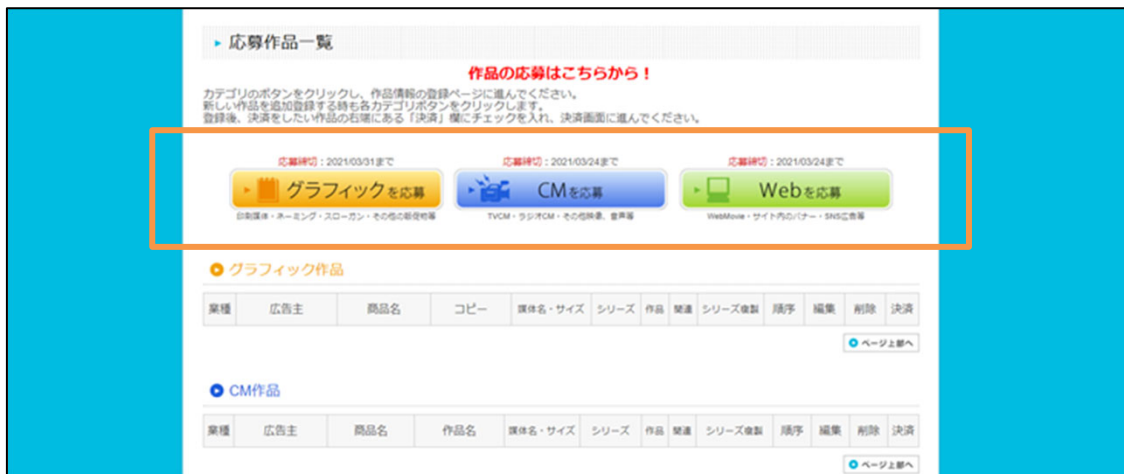 応募作品一覧
作品の応募はこちらから！
カテゴリのボタンをクリックし、作品情報の登録ページに進んでください。
新しい作品を追加登録する時も各カテゴリボタンをクリックします。
登録後、決済をしたい作品の右端にある「決済」欄にチェックを入れ、決済画面に進んでください。
応募締切：2021/03/31まで 応募締切：2021/03/24まで 応募締切：2021/03/24まで
グラフィックを応募 CMを応募 Webを応募
印刷媒体・ネーミング・スローガン・その他の販促物等 TVCM・ラジオCM・その他映像、音声等 WebMovie・サイト内のバナー・SNS広告等
グラフィック作品
業種 広告主 商品名 コピー 媒体名・サイズ シリーズ 作品 関連 シリーズ複製 順序 編集 削除 決済
ページ上部へ
CM作品
業種 広告主 商品名 作品名 媒体名・サイズ シリーズ 作品 関連 シリーズ複製 順序 編集 削除 決済
ページ上部へ